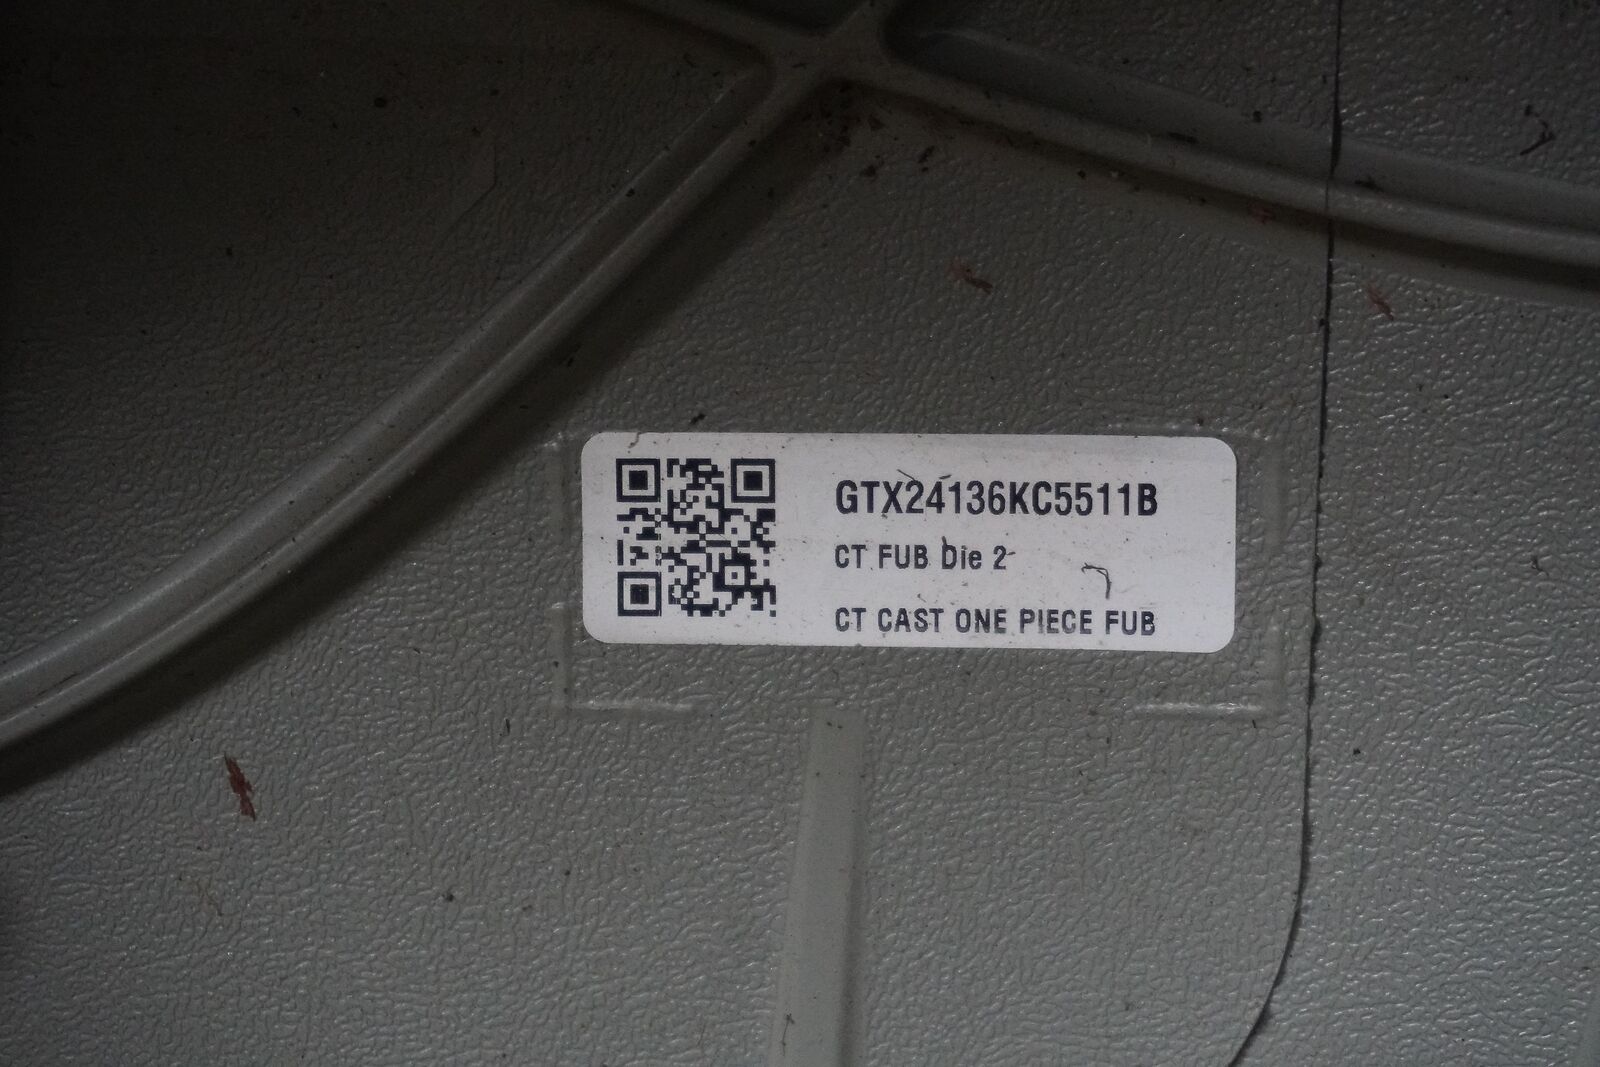 GTX24136KC5511B
CT FUB Die 2
CT CAST ONE PIECE FUB